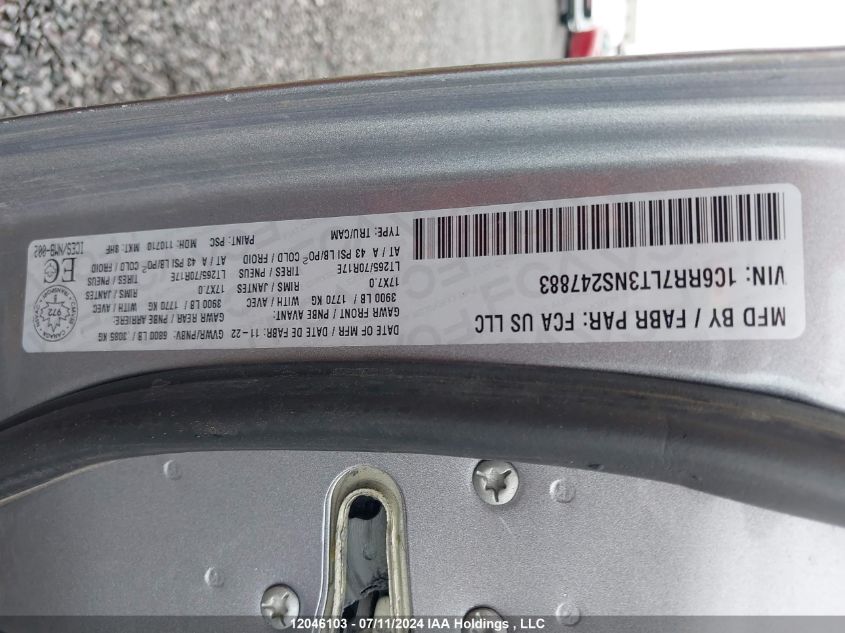 MFD BY / FABR PAR: FCA US LLC
DATE OF MFR / DATE DE FABR: 11-22
GVWR/PNBV: 6800 LB / 3085 KG
GAWR FRONT / PNBE AVANT:
3900 LB / 1770 KG
RIMS / JANTES
17X7.0
TIRES / PNEUS
LT265/70R17E
AT / A 43 PSI LB/PO² COLD / FROID
WITH / AVEC
GAWR REAR / PNBE ARRIERE:
3900 LB / 1770 KG WITH / AVEC
RIMS / JANTES
17X7.0
TIRES / PNEUS
LT265/70R17E
AT / A 43 PSI LB/PO² COLD / FROID
VIN: 1C6RR7LT3NS247883
TYPE: TRU/CAM
PAINT: PSC
MDH: 110710
MKT: BHF
CANADA
972
EC
ICES/NMB-002
12046103 - 07/11/2024 IAA Holdings , LLC